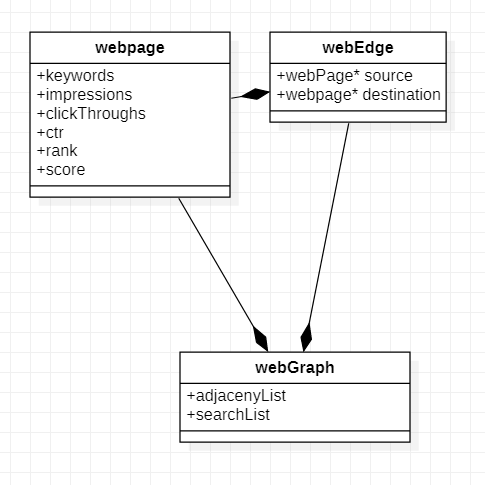 webpage
+keywords
+impressions
+clickThroughs
+ctr
+rank
+score
webEdge
+webPage* source
+webpage* destination
webGraph
+adjacenyList
+searchList